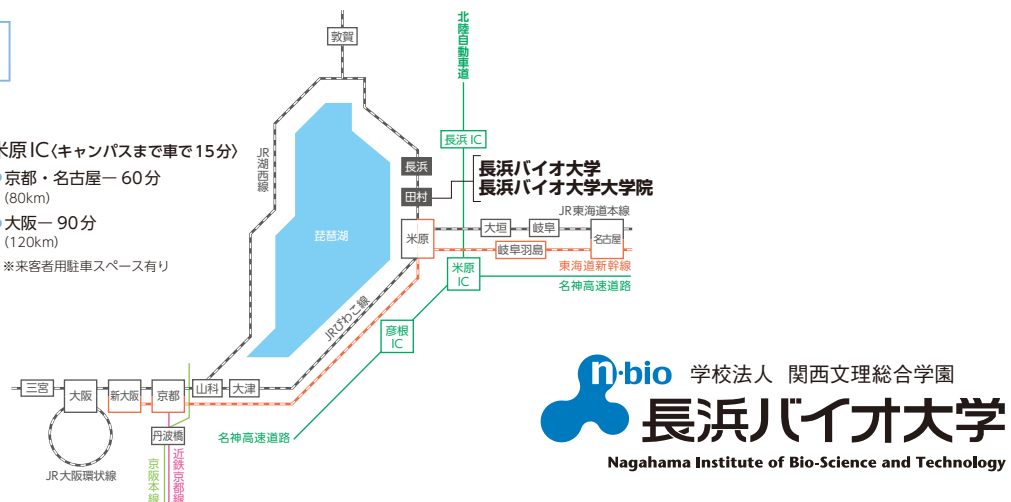 米原IC〈キャンパスまで車で15分〉
京都・名古屋― 60分
(80km)
大阪― 90分
(120km)
※来客者用駐車スペース有り
敦賀
北陸自動車道
長浜 IC
JR湖西線
長浜
田村
長浜バイオ大学
長浜バイオ大学大学院
JR東海道本線
琵琶湖
米原
大垣
岐阜
名古屋
岐阜羽島
東海道新幹線
米原
IC
名神高速道路
JRびわこ線
彦根
IC
三宮
大阪
新大阪
京都
山科
大津
丹波橋
名神高速道路
JR大阪環状線
京阪本線
近鉄京都線
n·bio
学校法人 関西文理総合学園
長浜バイオ大学
Nagahama Institute of Bio-Science and Technology